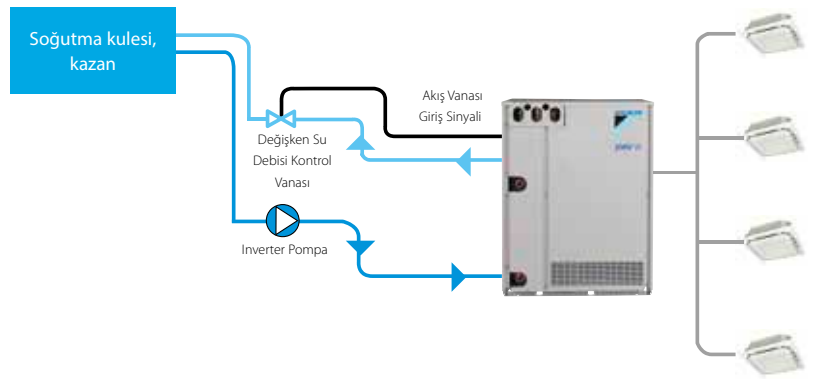 Soğutma kulesi,
kazan
Akış Vanası
Giriş Sinyali
Değişken Su
Debisi Kontrol
Vanası
Inverter Pompa